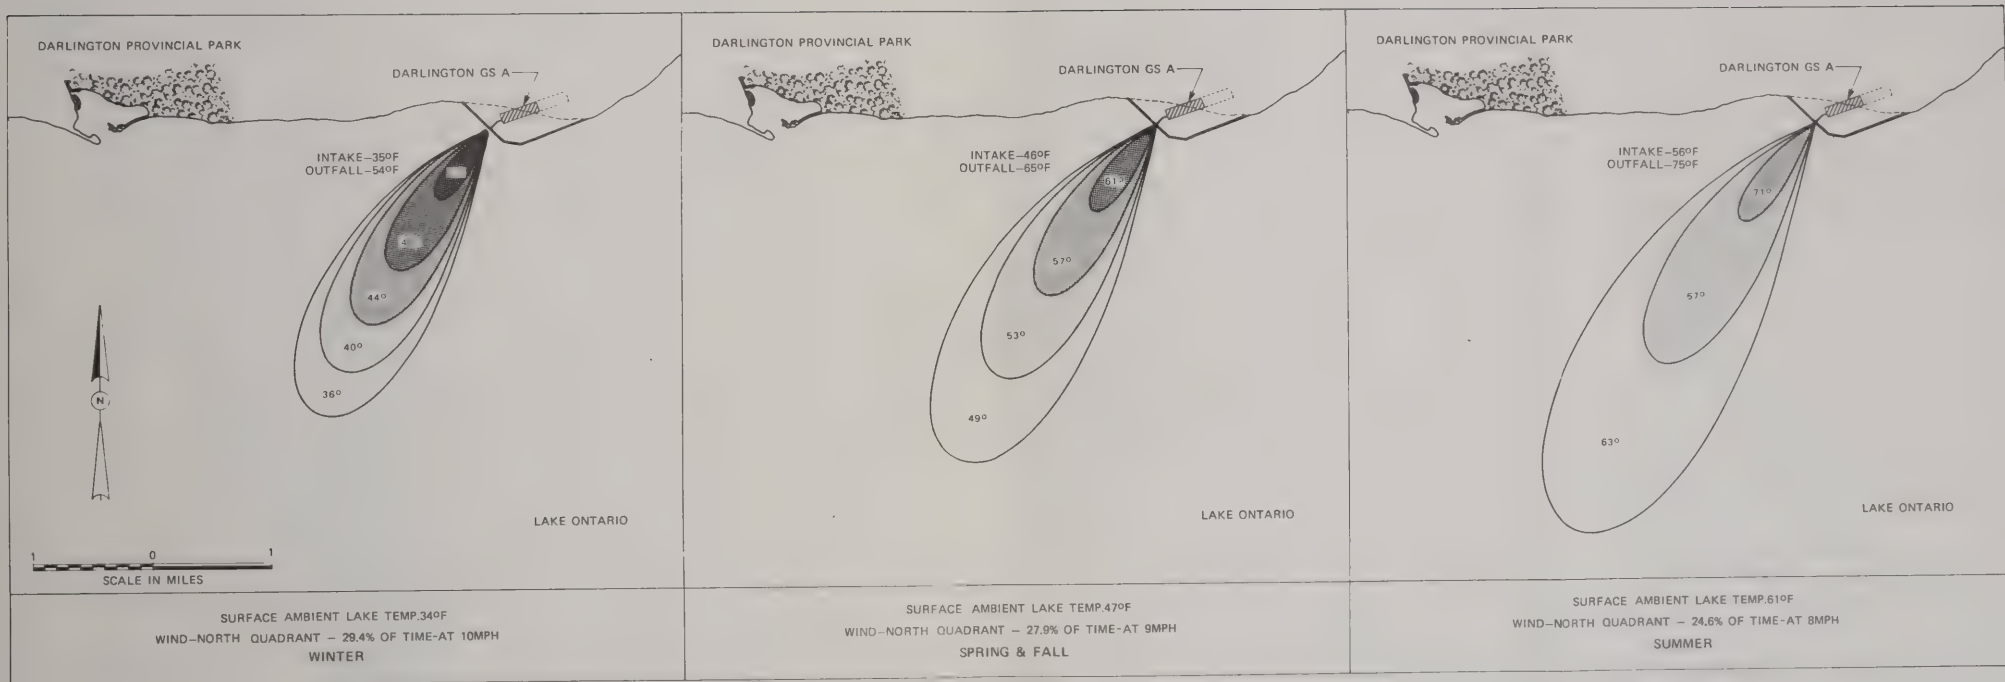 DARLINGTON PROVINCIAL PARK
DARLINGTON GS A
INTAKE–35ºF
OUTFALL–54ºF
44º
40º
36º
N
LAKE ONTARIO
1 0 1
SCALE IN MILES
SURFACE AMBIENT LAKE TEMP.34ºF
WIND–NORTH QUADRANT – 29.4% OF TIME-AT 10MPH
WINTER
DARLINGTON PROVINCIAL PARK
DARLINGTON GS A
INTAKE–46ºF
OUTFALL–65ºF
61º
57º
53º
49º
LAKE ONTARIO
SURFACE AMBIENT LAKE TEMP.47ºF
WIND–NORTH QUADRANT – 27.9% OF TIME-AT 9MPH
SPRING & FALL
DARLINGTON PROVINCIAL PARK
DARLINGTON GS A
INTAKE–56ºF
OUTFALL–75ºF
71º
57º
63º
LAKE ONTARIO
SURFACE AMBIENT LAKE TEMP.61ºF
WIND–NORTH QUADRANT – 24.6% OF TIME-AT 8MPH
SUMMER